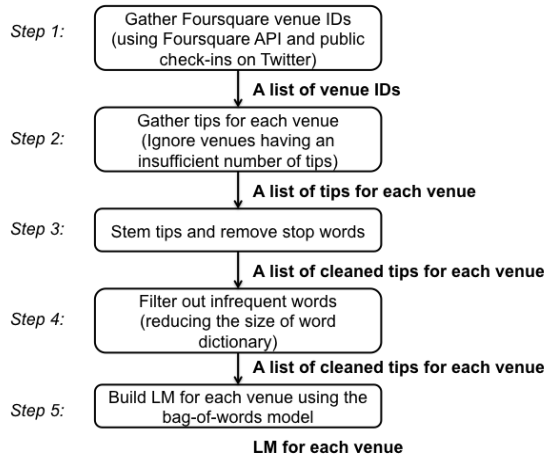 Step 1:
Gather Foursquare venue IDs
(using Foursquare API and public
check-ins on Twitter)
A list of venue IDs
Step 2:
Gather tips for each venue
(Ignore venues having an
insufficient number of tips)
A list of tips for each venue
Step 3:
Stem tips and remove stop words
A list of cleaned tips for each venue
Step 4:
Filter out infrequent words
(reducing the size of word
dictionary)
A list of cleaned tips for each venue
Step 5:
Build LM for each venue using the
bag-of-words model
LM for each venue